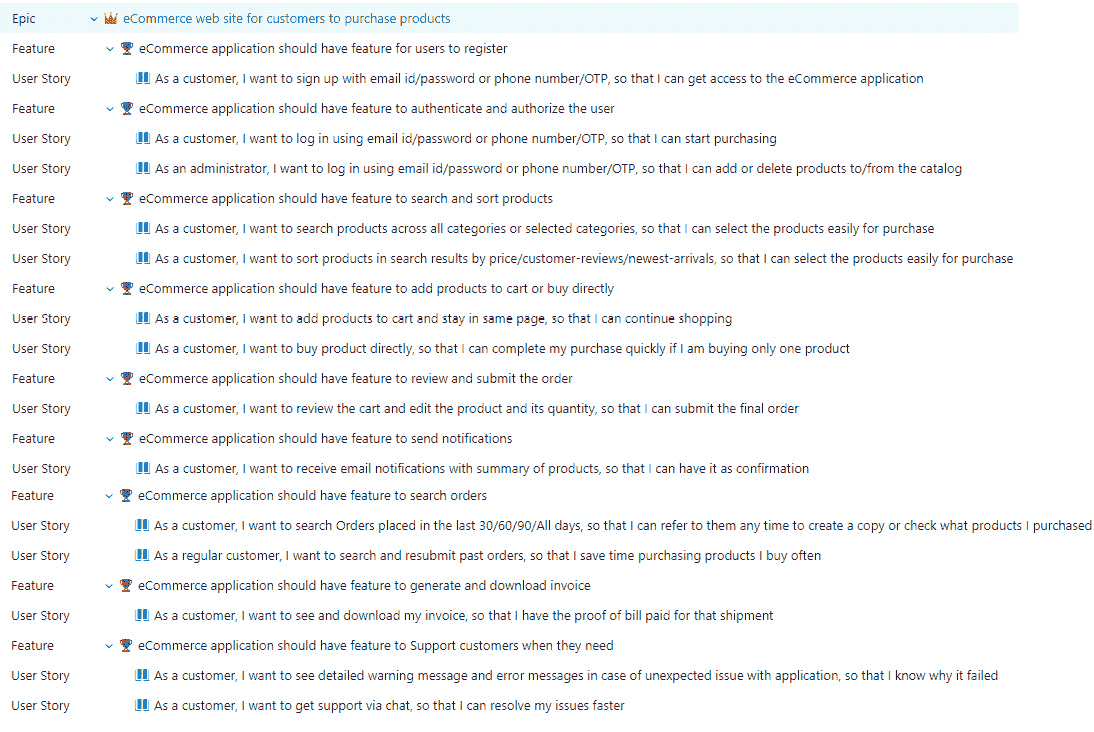 Epic eCommerce web site for customers to purchase products
Feature eCommerce application should have feature for users to register
User Story As a customer, I want to sign up with email id/password or phone number/OTP, so that I can get access to the eCommerce application
Feature eCommerce application should have feature to authenticate and authorize the user
User Story As a customer, I want to log in using email id/password or phone number/OTP, so that I can start purchasing
User Story As an administrator, I want to log in using email id/password or phone number/OTP, so that I can add or delete products to/from the catalog
Feature eCommerce application should have feature to search and sort products
User Story As a customer, I want to search products across all categories or selected categories, so that I can select the products easily for purchase
User Story As a customer, I want to sort products in search results by price/customer-reviews/newest-arrivals, so that I can select the products easily for purchase
Feature eCommerce application should have feature to add products to cart or buy directly
User Story As a customer, I want to add products to cart and stay in same page, so that I can continue shopping
User Story As a customer, I want to buy product directly, so that I can complete my purchase quickly if I am buying only one product
Feature eCommerce application should have feature to review and submit the order
User Story As a customer, I want to review the cart and edit the product and its quantity, so that I can submit the final order
Feature eCommerce application should have feature to send notifications
User Story As a customer, I want to receive email notifications with summary of products, so that I can have it as confirmation
Feature eCommerce application should have feature to search orders
User Story As a customer, I want to search Orders placed in the last 30/60/90/All days, so that I can refer to them any time to create a copy or check what products I purchased
User Story As a regular customer, I want to search and resubmit past orders, so that I save time purchasing products I buy often
Feature eCommerce application should have feature to generate and download invoice
User Story As a customer, I want to see and download my invoice, so that I have the proof of bill paid for that shipment
Feature eCommerce application should have feature to Support customers when they need
User Story As a customer, I want to see detailed warning message and error messages in case of unexpected issue with application, so that I know why it failed
User Story As a customer, I want to get support via chat, so that I can resolve my issues faster